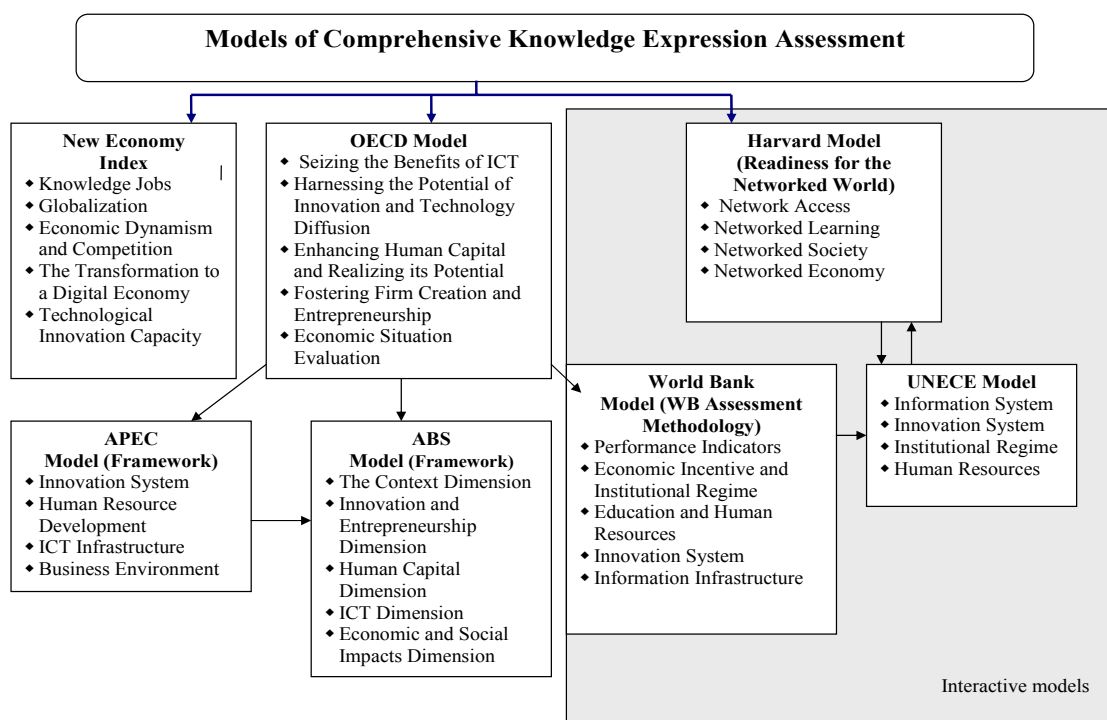 Models of Comprehensive Knowledge Expression Assessment
New Economy
Index
◆ Knowledge Jobs
◆ Globalization
◆ Economic Dynamism
and Competition
◆ The Transformation to
a Digital Economy
◆ Technological
Innovation Capacity
OECD Model
◆ Seizing the Benefits of ICT
◆ Harnessing the Potential of
Innovation and Technology
Diffusion
◆ Enhancing Human Capital
and Realizing its Potential
◆ Fostering Firm Creation and
Entrepreneurship
◆ Economic Situation
Evaluation
Harvard Model
(Readiness for the
Networked World)
◆ Network Access
◆ Networked Learning
◆ Networked Society
◆ Networked Economy
APEC
Model (Framework)
◆ Innovation System
◆ Human Resource
Development
◆ ICT Infrastructure
◆ Business Environment
ABS
Model (Framework)
◆ The Context Dimension
◆ Innovation and
Entrepreneurship
Dimension
◆ Human Capital
Dimension
◆ ICT Dimension
◆ Economic and Social
Impacts Dimension
World Bank
Model (WB Assessment
Methodology)
◆ Performance Indicators
◆ Economic Incentive and
Institutional Regime
◆ Education and Human
Resources
◆ Innovation System
◆ Information Infrastructure
UNECE Model
◆ Information System
◆ Innovation System
◆ Institutional Regime
◆ Human Resources
Interactive models